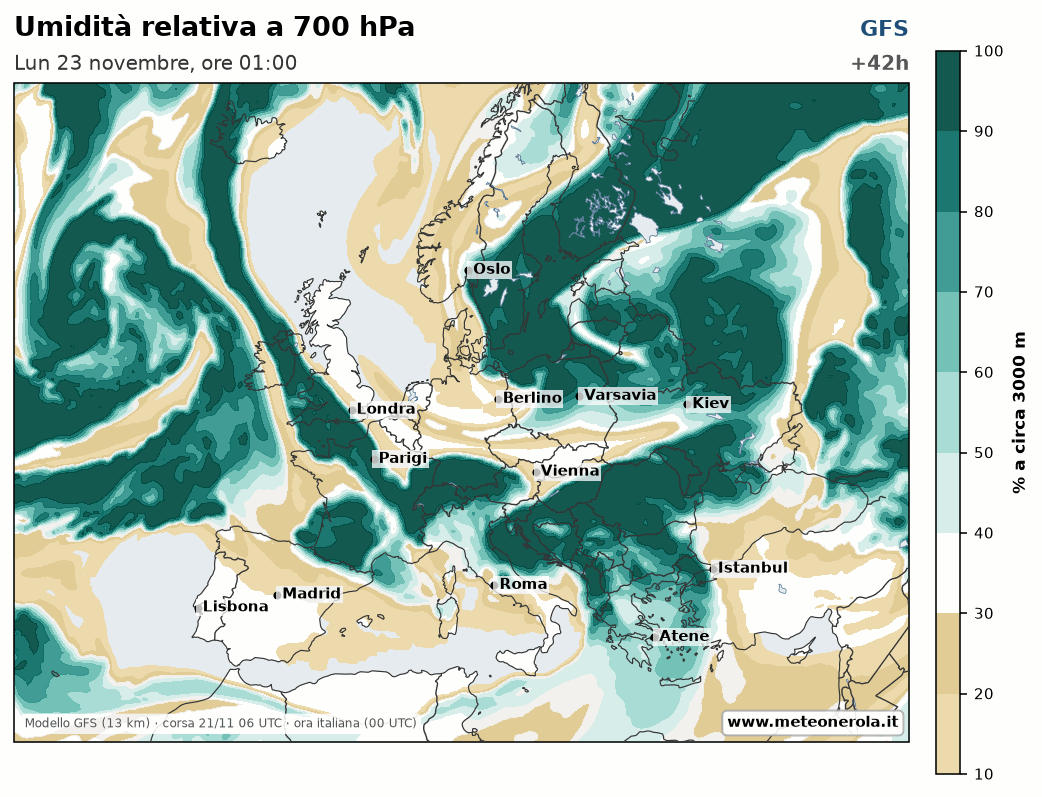 Umidità relativa a 700 hPa
GFS
Lun 23 novembre, ore 01:00
+42h
100
90
80
70
60
50
40
30
20
10
% a circa 3000 m
Oslo
Londra
Berlino
Varsavia
Kiev
Parigi
Vienna
Istanbul
Roma
Madrid
Lisbona
Atene
Modello GFS (13 km) · corsa 21/11 06 UTC · ora italiana (00 UTC)
www.meteonerola.it